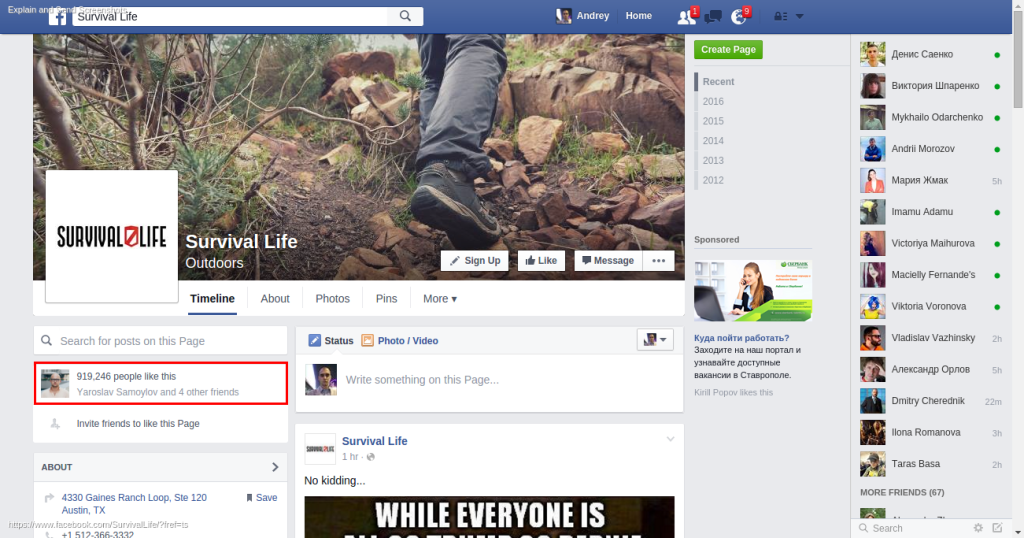 Explain and Send Screenshots
Survival Life
Andrey
Home
1
9
SURVIVAL LIFE
Survival Life
Outdoors
Sign Up
Like
Message
Timeline
About
Photos
Pins
More
Search for posts on this Page
919,246 people like this
Yaroslav Samoylov and 4 other friends
Invite friends to like this Page
ABOUT
4330 Gaines Ranch Loop, Ste 120
Austin, TX
Save
+1 512-366-3332
https://www.facebook.com/SurvivalLife/?fref=ts
Status
Photo / Video
Write something on this Page...
SURVIVAL LIFE
Survival Life
1 hr ·
No kidding...
WHILE EVERYONE IS
Create Page
Recent
2016
2015
2014
2013
2012
Sponsored
СБЕРБАНК
Куда пойти работать?
Заходите на наш портал и
узнавайте доступные
вакансии в Ставрополе.
Kirill Popov likes this
Денис Саенко
Виктория Шпаренко
Mykhailo Odarchenko
Andrii Morozov
Мария Жмак 5h
Imamu Adamu
Victoriya Maihurova
Macielly Fernande's
Viktoria Voronova
Vladislav Vazhinsky 2h
Александр Орлов 5h
Dmitry Cherednik 22m
Ilona Romanova 3h
Taras Basa 2h
MORE FRIENDS (67)
Search